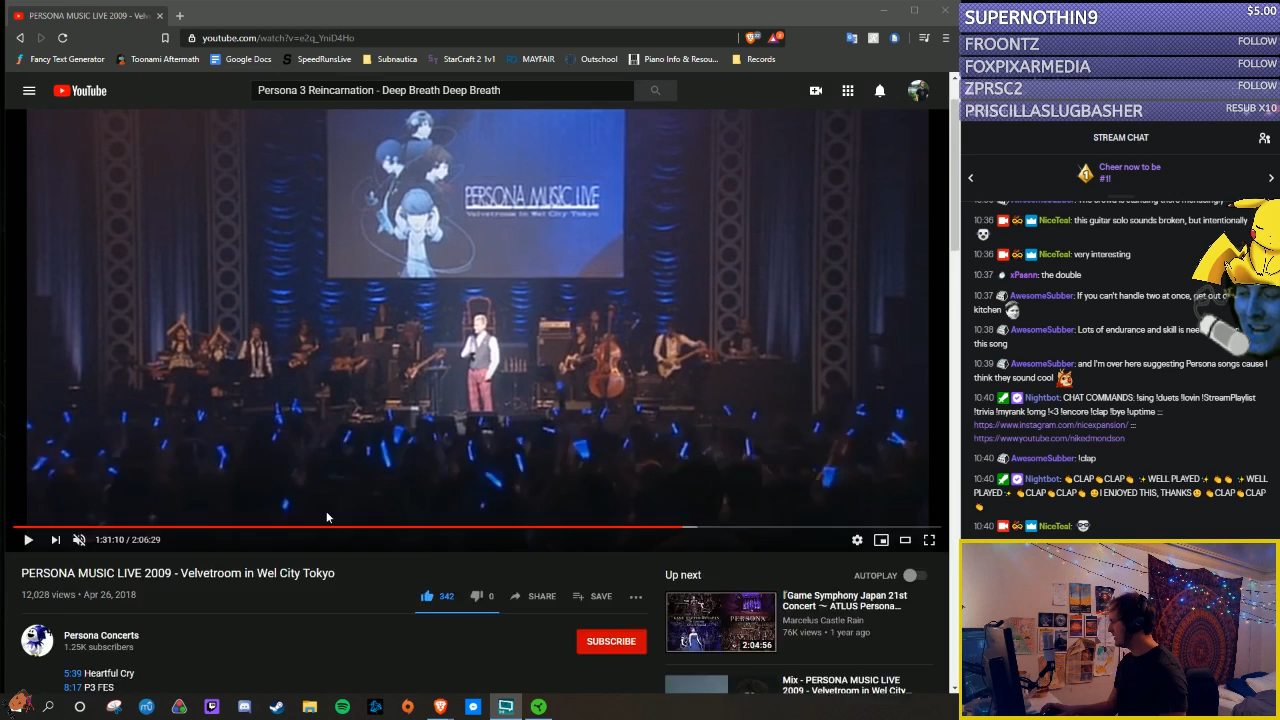 PERSONA MUSIC LIVE 2009 - Velv
youtube.com/watch?v=e2q_YniD4Ho
Fancy Text Generator
Toonami Aftermath
Google Docs
SpeedRunsLive
Subnautica
StarCraft 2 1v1
MAYFAIR
Outschool
Piano Info & Resou...
Records
YouTube
Persona 3 Reincarnation - Deep Breath Deep Breath
PERSONA MUSIC LIVE
Velvetroom in Wel City Tokyo
1:31:10 / 2:06:29
PERSONA MUSIC LIVE 2009 - Velvetroom in Wel City Tokyo
12,028 views • Apr 26, 2018
342
0
SHARE
SAVE
Persona Concerts
1.25K subscribers
SUBSCRIBE
5:39 Heartful Cry
8:17 P3 FES
Up next
AUTOPLAY
Game Symphony Japan 21st
Concert ～ ATLUS Persona...
Marcelus Castle Rain
76K views • 1 year ago
2:04:56
Mix - PERSONA MUSIC LIVE
2009 - Velvetroom in Wel City...
SUPERNOTHIN9 $5.00
FROONTZ FOLLOW
FOXPIXARMEDIA FOLLOW
ZPRSC2 FOLLOW
PRISCILLASLUGBASHER RESUB X10
STREAM CHAT
1
Cheer now to be
#1!
10:36 NiceTeal: this guitar solo sounds broken, but intentionally
10:36 NiceTeal: very interesting
10:37 xPaann: the double
10:37 AwesomeSubber: If you can't handle two at once, get out
kitchen
10:38 AwesomeSubber: Lots of endurance and skill is nee
this song
10:39 AwesomeSubber: and I'm over here suggesting Persona songs cause I
think they sound cool
10:40 Nightbot: CHAT COMMANDS: !sing !duets !lovin !StreamPlaylist
!trivia !myrank !omg !<3 !encore !clap !bye !uptime :::
https://www.instagram.com/nicexpansion/ :::
https://www.youtube.com/nikedmondson
10:40 AwesomeSubber: !clap
10:40 Nightbot: 👏CLAP👏CLAP👏 ✨WELL PLAYED✨ 👏 👏 ✨WELL
PLAYED✨ 👏CLAP👏CLAP👏 😊I ENJOYED THIS, THANKS😊 👏CLAP👏CLAP
👏
10:40 NiceTeal: